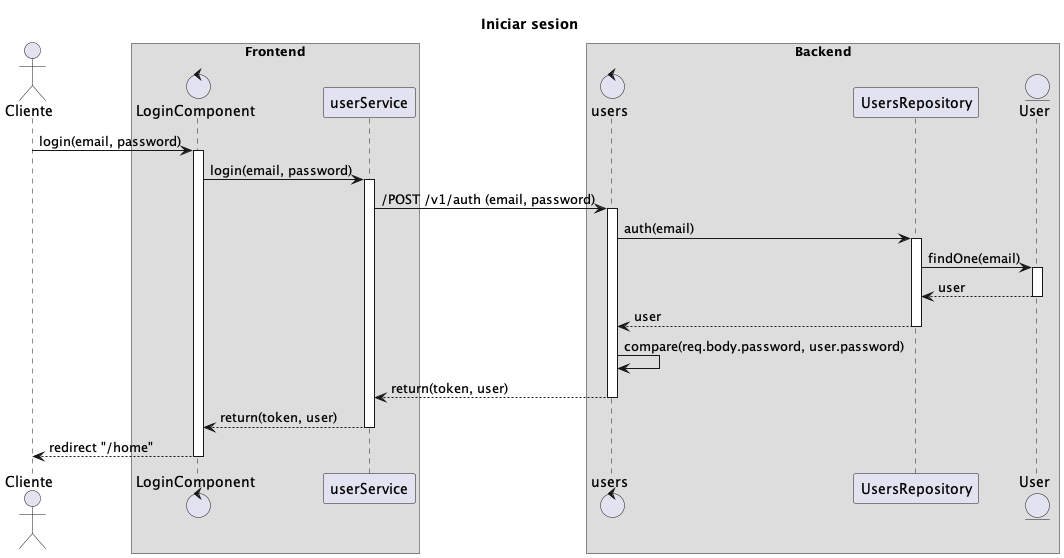 Iniciar sesion
Frontend
Backend
Cliente
LoginComponent
userService
users
UsersRepository
User
login(email, password)
login(email, password)
/POST /v1/auth (email, password)
auth(email)
findOne(email)
user
user
compare(req.body.password, user.password)
return(token, user)
return(token, user)
redirect "/home"
Cliente
LoginComponent
userService
users
UsersRepository
User